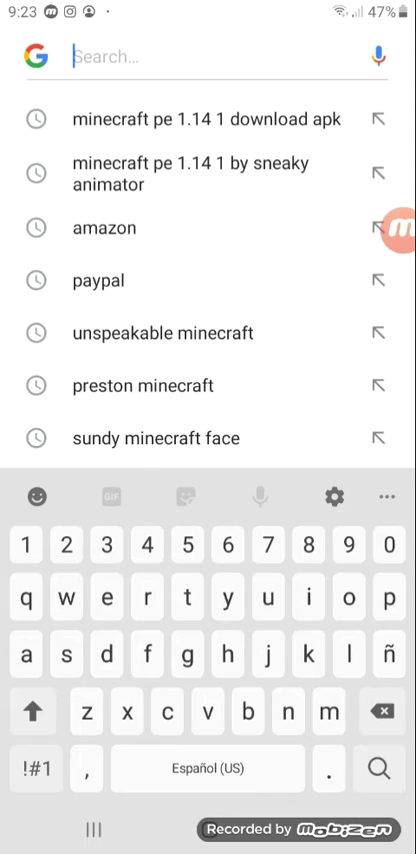 9:23 47%
Search...
minecraft pe 1.14 1 download apk
minecraft pe 1.14 1 by sneaky
animator
amazon
paypal
unspeakable minecraft
preston minecraft
sundy minecraft face
GIF
1 2 3 4 5 6 7 8 9 0
q w e r t y u i o p
a s d f g h j k l ñ
z x c v b n m
!#1 , Español (US) .
Recorded by mobizen